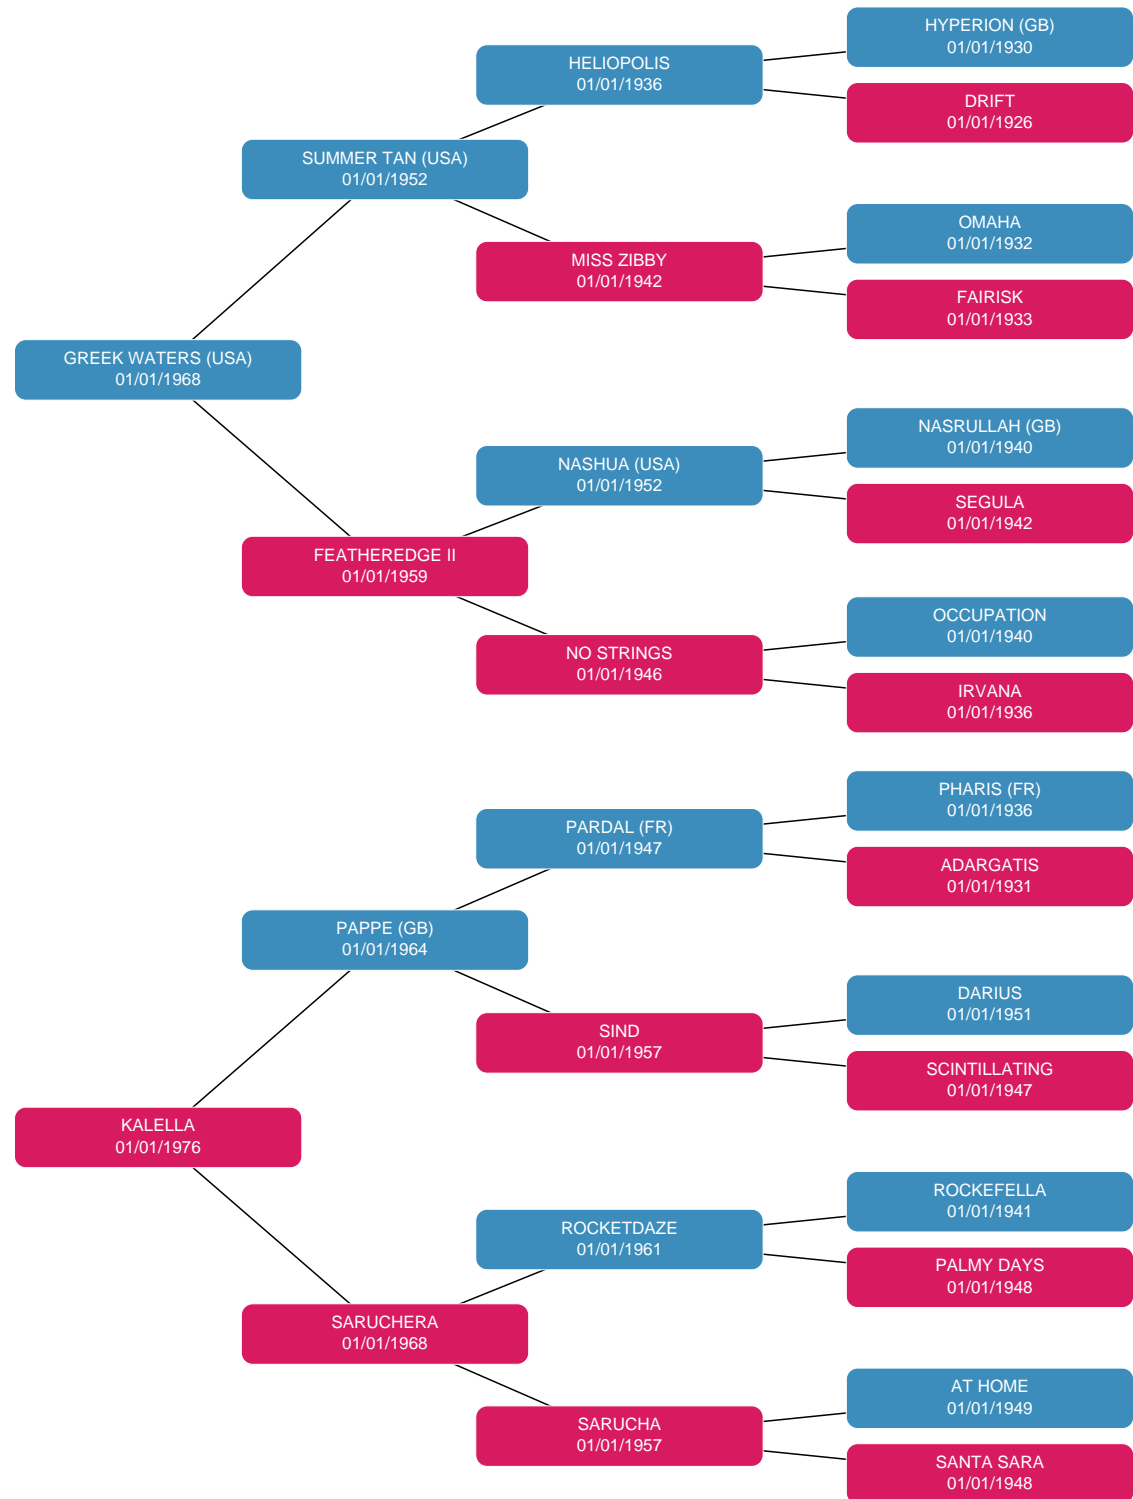 HYPERION (GB)
01/01/1930
HELIOPOLIS
01/01/1936
DRIFT
01/01/1926
SUMMER TAN (USA)
01/01/1952
OMAHA
01/01/1932
MISS ZIBBY
01/01/1942
FAIRISK
01/01/1933
GREEK WATERS (USA)
01/01/1968
NASRULLAH (GB)
01/01/1940
NASHUA (USA)
01/01/1952
SEGULA
01/01/1942
FEATHEREDGE II
01/01/1959
OCCUPATION
01/01/1940
NO STRINGS
01/01/1946
IRVANA
01/01/1936
PHARIS (FR)
01/01/1936
PARDAL (FR)
01/01/1947
ADARGATIS
01/01/1931
PAPPE (GB)
01/01/1964
DARIUS
01/01/1951
SIND
01/01/1957
SCINTILLATING
01/01/1947
KALELLA
01/01/1976
ROCKEFELLA
01/01/1941
ROCKETDAZE
01/01/1961
PALMY DAYS
01/01/1948
SARUCHERA
01/01/1968
AT HOME
01/01/1949
SARUCHA
01/01/1957
SANTA SARA
01/01/1948